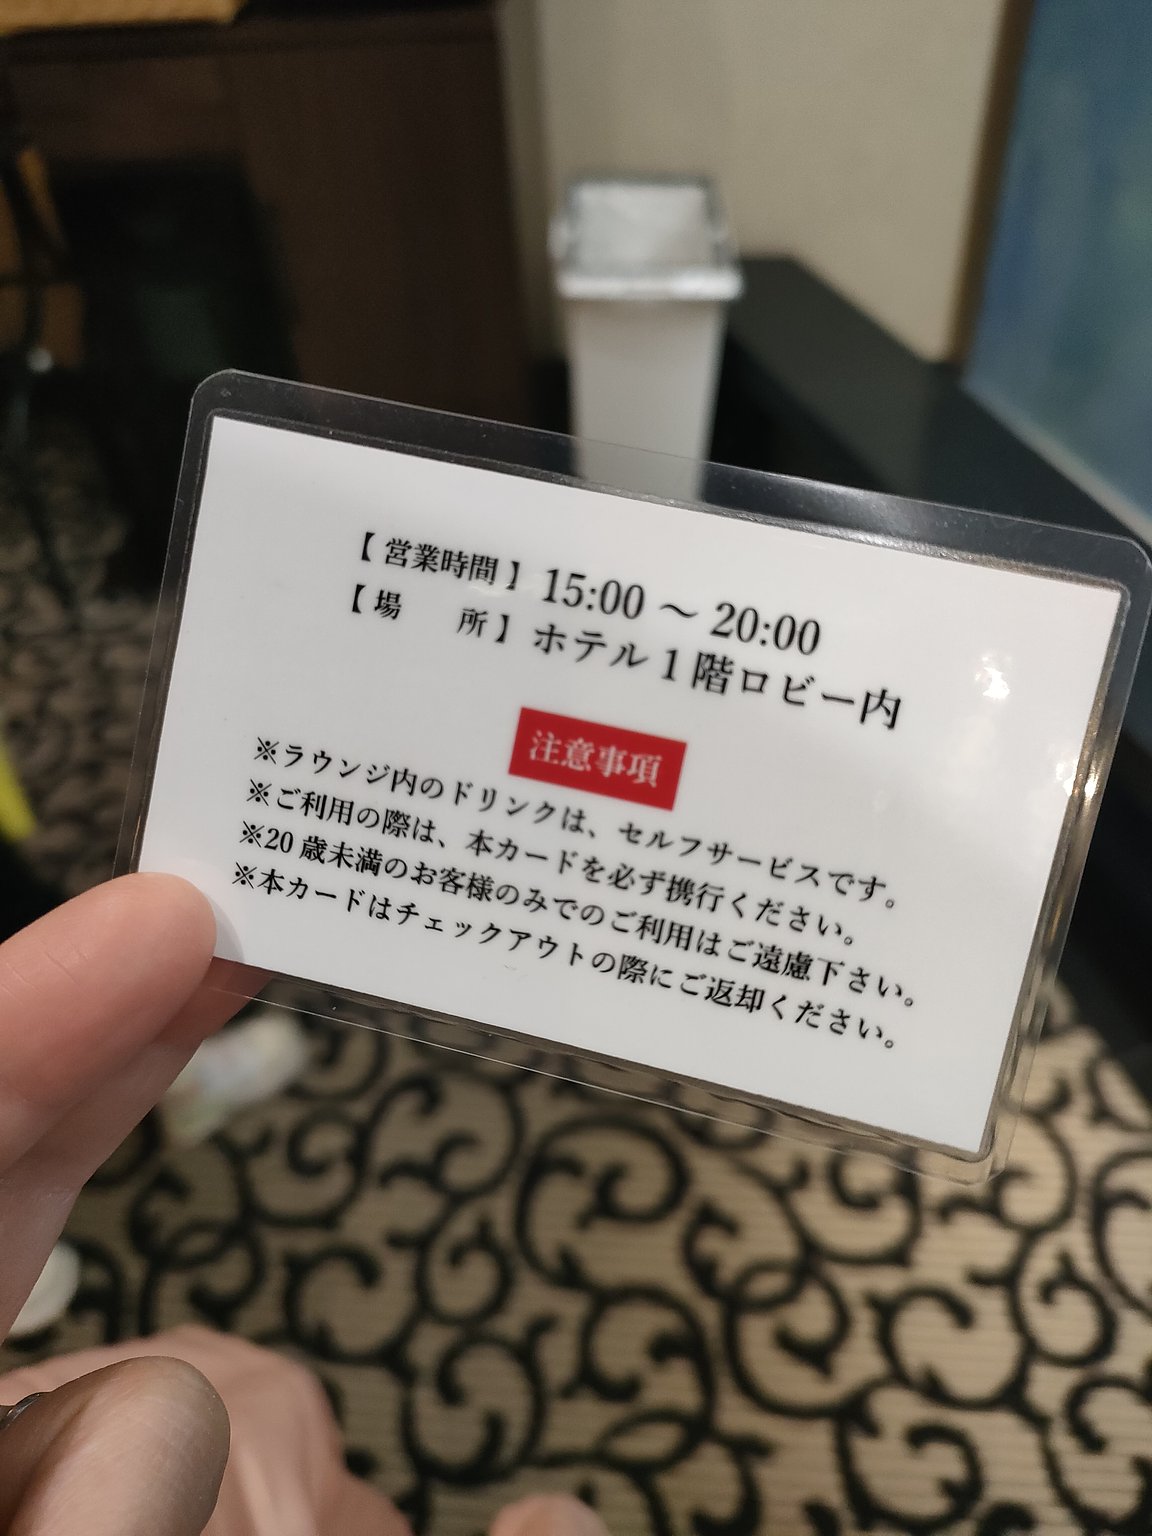 【 営業時間 】 15:00 ～ 20:00
【 場　　所 】 ホテル 1 階ロビー内
注意事項
※ラウンジ内のドリンクは、セルフサービスです。
※ご利用の際は、本カードを必ず携行ください。
※20 歳未満のお客様のみでのご利用はご遠慮下さい。
※本カードはチェックアウトの際にご返却ください。